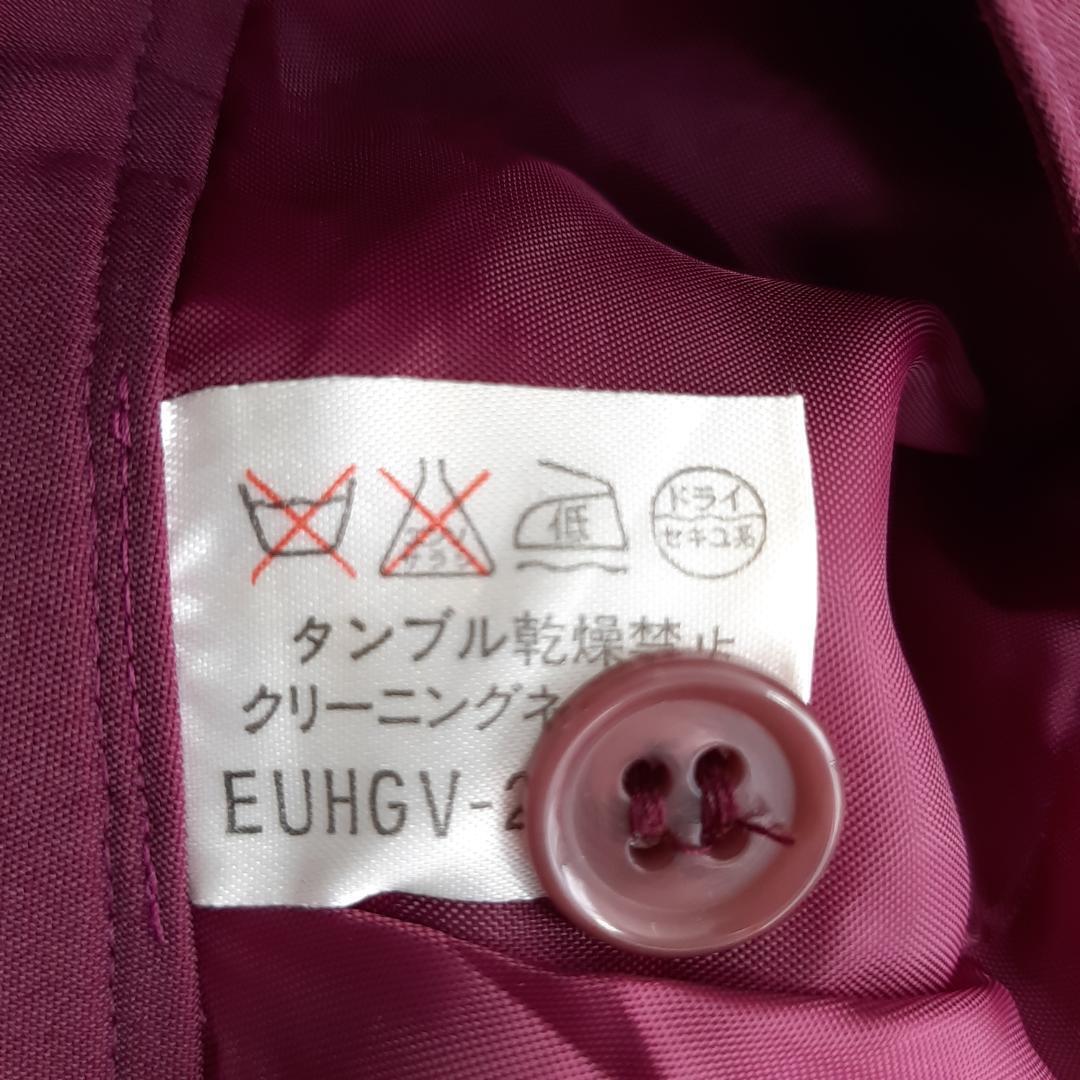 低
ドライ
セキユ系
タンブル乾燥禁止
クリーニングネ
EUHGV-2